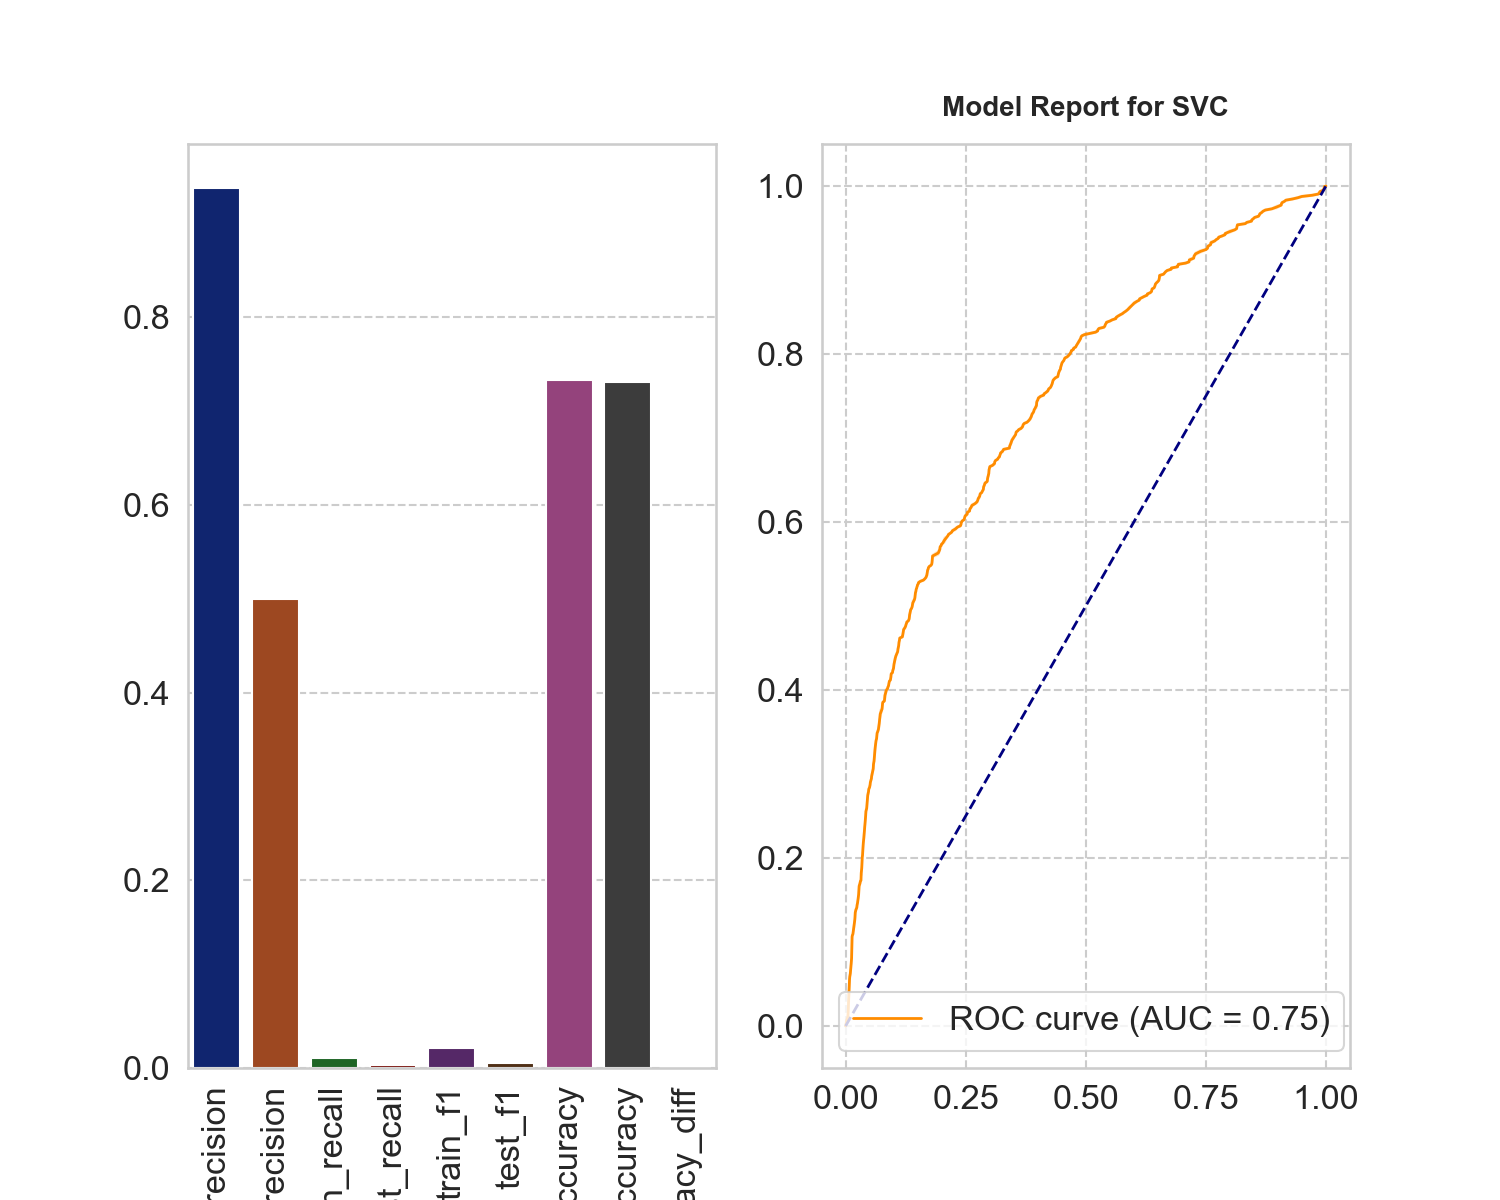 Model Report for SVC
0.8
0.6
0.4
0.2
0.0
recision
recision
n_recall
t_recall
train_f1
test_f1
ccuracy
ccuracy
acy_diff
1.0
0.8
0.6
0.4
0.2
0.0
ROC curve (AUC = 0.75)
0.00 0.25 0.50 0.75 1.00